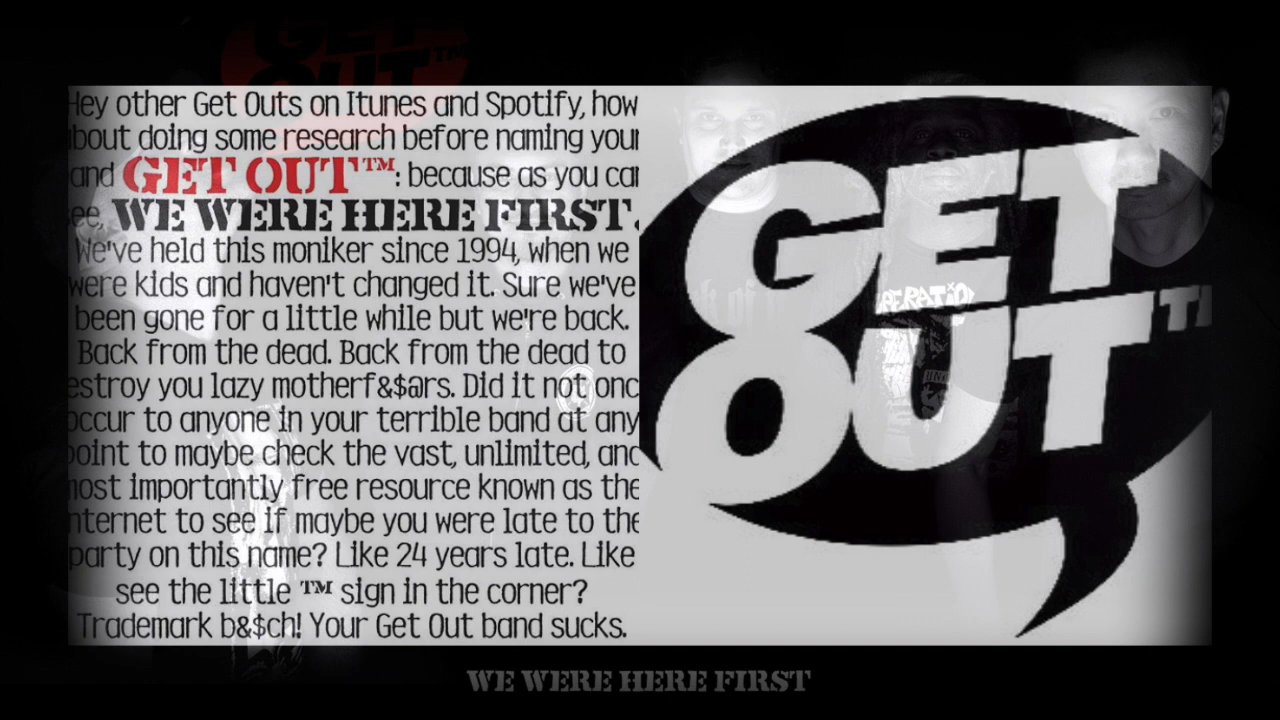 GET
OUT™
Hey other Get Outs on Itunes and Spotify, how
bout doing some research before naming your
and GET OUT™: because as you can
ee, WE WERE HERE FIRST.
We've held this moniker since 1994, when we
were kids and haven't changed it. Sure we've
been gone for a little while but we're back.
Back from the dead. Back from the dead to
estroy you lazy motherf&$@rs. Did it not onc
occur to anyone in your terrible band at any
point to maybe check the vast, unlimited, and
most importantly free resource known as the
nternet to see if maybe you were late to the
party on this name? Like 24 years late. Like
see the little ™ sign in the corner?
Trademark b&$ch! Your Get Out band sucks.
GET
OUT™
WE WERE HERE FIRST